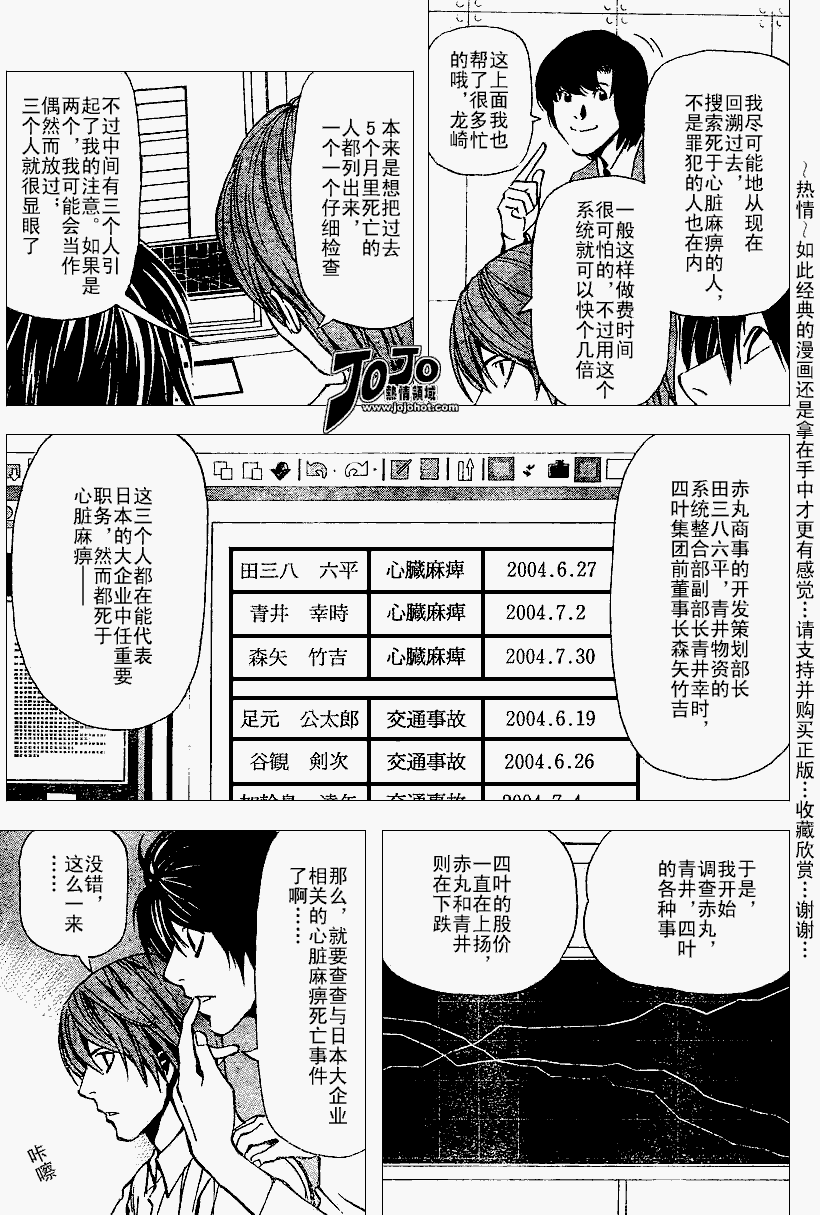 我尽可能地从现在
回溯过去，
搜索死于心脏麻痹的人，
不是罪犯的人也在内
一般这样做费时间
很可怕的，不过用这个
系统就可以快个几倍
这上面我也
帮了很多忙
的哦，龙崎
本来是想把过去
5个月里死亡的
人都列出来，
一个一个仔细检查
不过中间有三个人引
起了我的注意。如果是
两个，我可能会当作
偶然而放过；
三个人就很显眼了
JOJO
熱情領域
www.jojohot.com
赤丸商事的开发策划部长
田三八六平，青井物资的
系统整合部副部长青井幸时，
四叶集团前董事长森矢竹吉
田三八 六平 心臓麻痺 2004.6.27
青井 幸時 心臓麻痺 2004.7.2
森矢 竹吉 心臓麻痺 2004.7.30
足元 公太郎 交通事故 2004.6.19
谷観 剣次 交通事故 2004.6.26
这三个人都在能代表
日本的大企业中任重要
职务，然而都死于
心脏麻痹——
于是，
我开始
调查赤丸，
青井，四叶
的各种事
四叶的股价
一直在上扬，
赤丸和青井
则在下跌
那么，就要查查与日本大企业
相关的心脏麻痹死亡事件
了啊……
没错，
这么一来
……
咔嚓
～热情～如此经典的漫画还是拿在手中才更有感觉…请支持并购买正版…收藏欣赏…谢谢…